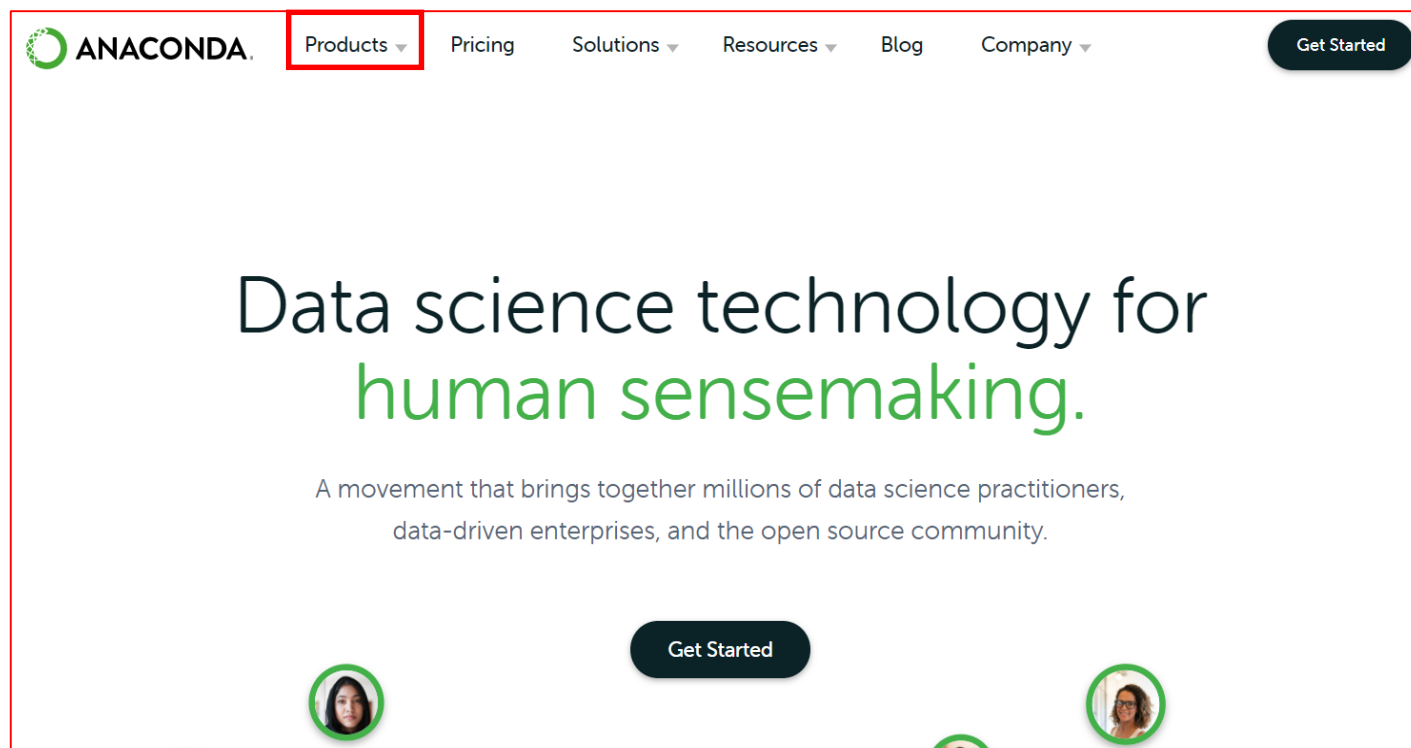 ANACONDA.
Products Pricing Solutions Resources Blog Company Get Started
Data science technology for
human sensemaking.
A movement that brings together millions of data science practitioners,
data-driven enterprises, and the open source community.
Get Started